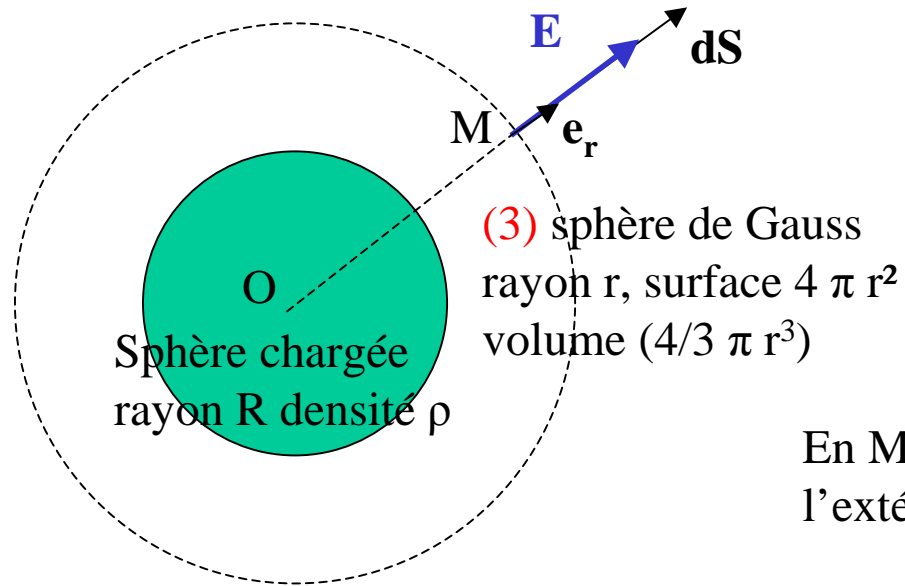 E
dS
M
e_r
(3) sphère de Gauss
rayon r, surface 4 π r²
volume (4/3 π r³)
O
Sphère chargée
rayon R densité ρ
En M
l’exté